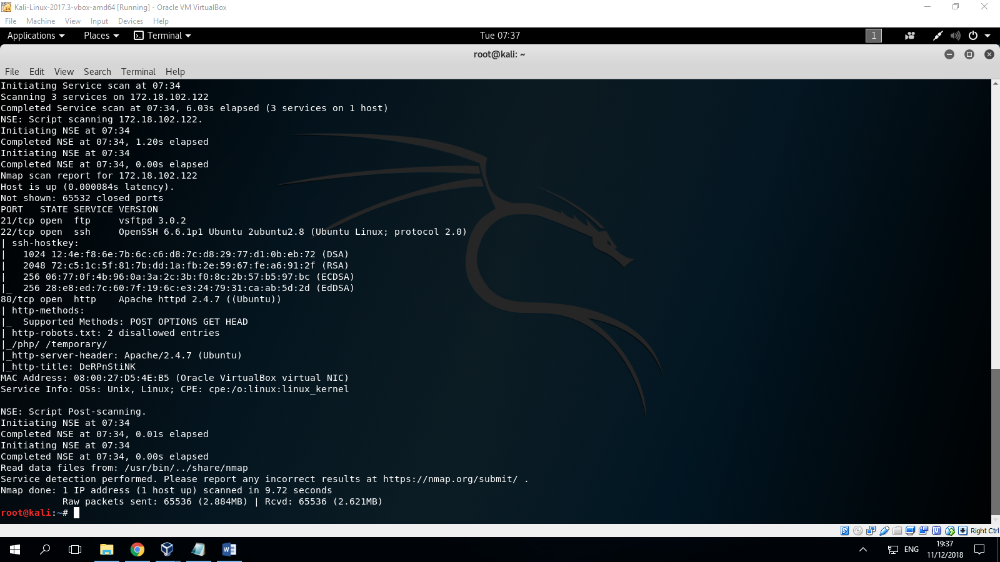 Kali-Linux-2017.3-vbox-amd64 [Running] - Oracle VM VirtualBox
File Machine View Input Devices Help
Applications Places Terminal Tue 07:37 1
root@kali: ~
File Edit View Search Terminal Help
Initiating Service scan at 07:34
Scanning 3 services on 172.18.102.122
Completed Service scan at 07:34, 6.03s elapsed (3 services on 1 host)
NSE: Script scanning 172.18.102.122.
Initiating NSE at 07:34
Completed NSE at 07:34, 1.20s elapsed
Initiating NSE at 07:34
Completed NSE at 07:34, 0.00s elapsed
Nmap scan report for 172.18.102.122
Host is up (0.000084s latency).
Not shown: 65532 closed ports
PORT   STATE SERVICE VERSION
21/tcp open  ftp     vsftpd 3.0.2
22/tcp open  ssh     OpenSSH 6.6.1p1 Ubuntu 2ubuntu2.8 (Ubuntu Linux; protocol 2.0)
| ssh-hostkey:
|   1024 12:4e:f8:6e:7b:6c:c6:d8:7c:d8:29:77:d1:0b:eb:72 (DSA)
|   2048 72:c5:1c:5f:81:7b:dd:1a:fb:2e:59:67:fe:a6:91:2f (RSA)
|   256 06:77:0f:4b:96:0a:3a:2c:3b:f0:8c:2b:57:b5:97:bc (ECDSA)
|_  256 28:e8:ed:7c:60:7f:19:6c:e3:24:79:31:ca:ab:5d:2d (EdDSA)
80/tcp open  http    Apache httpd 2.4.7 ((Ubuntu))
| http-methods:
|_  Supported Methods: POST OPTIONS GET HEAD
| http-robots.txt: 2 disallowed entries
|_/php/ /temporary/
|_http-server-header: Apache/2.4.7 (Ubuntu)
|_http-title: DeRPnStiNK
MAC Address: 08:00:27:D5:4E:B5 (Oracle VirtualBox virtual NIC)
Service Info: OSs: Unix, Linux; CPE: cpe:/o:linux:linux_kernel
NSE: Script Post-scanning.
Initiating NSE at 07:34
Completed NSE at 07:34, 0.01s elapsed
Initiating NSE at 07:34
Completed NSE at 07:34, 0.00s elapsed
Read data files from: /usr/bin/../share/nmap
Service detection performed. Please report any incorrect results at https://nmap.org/submit/ .
Nmap done: 1 IP address (1 host up) scanned in 9.72 seconds
           Raw packets sent: 65536 (2.884MB) | Rcvd: 65536 (2.621MB)
root@kali:~#
Right Ctrl
ENG 19:37
11/12/2018